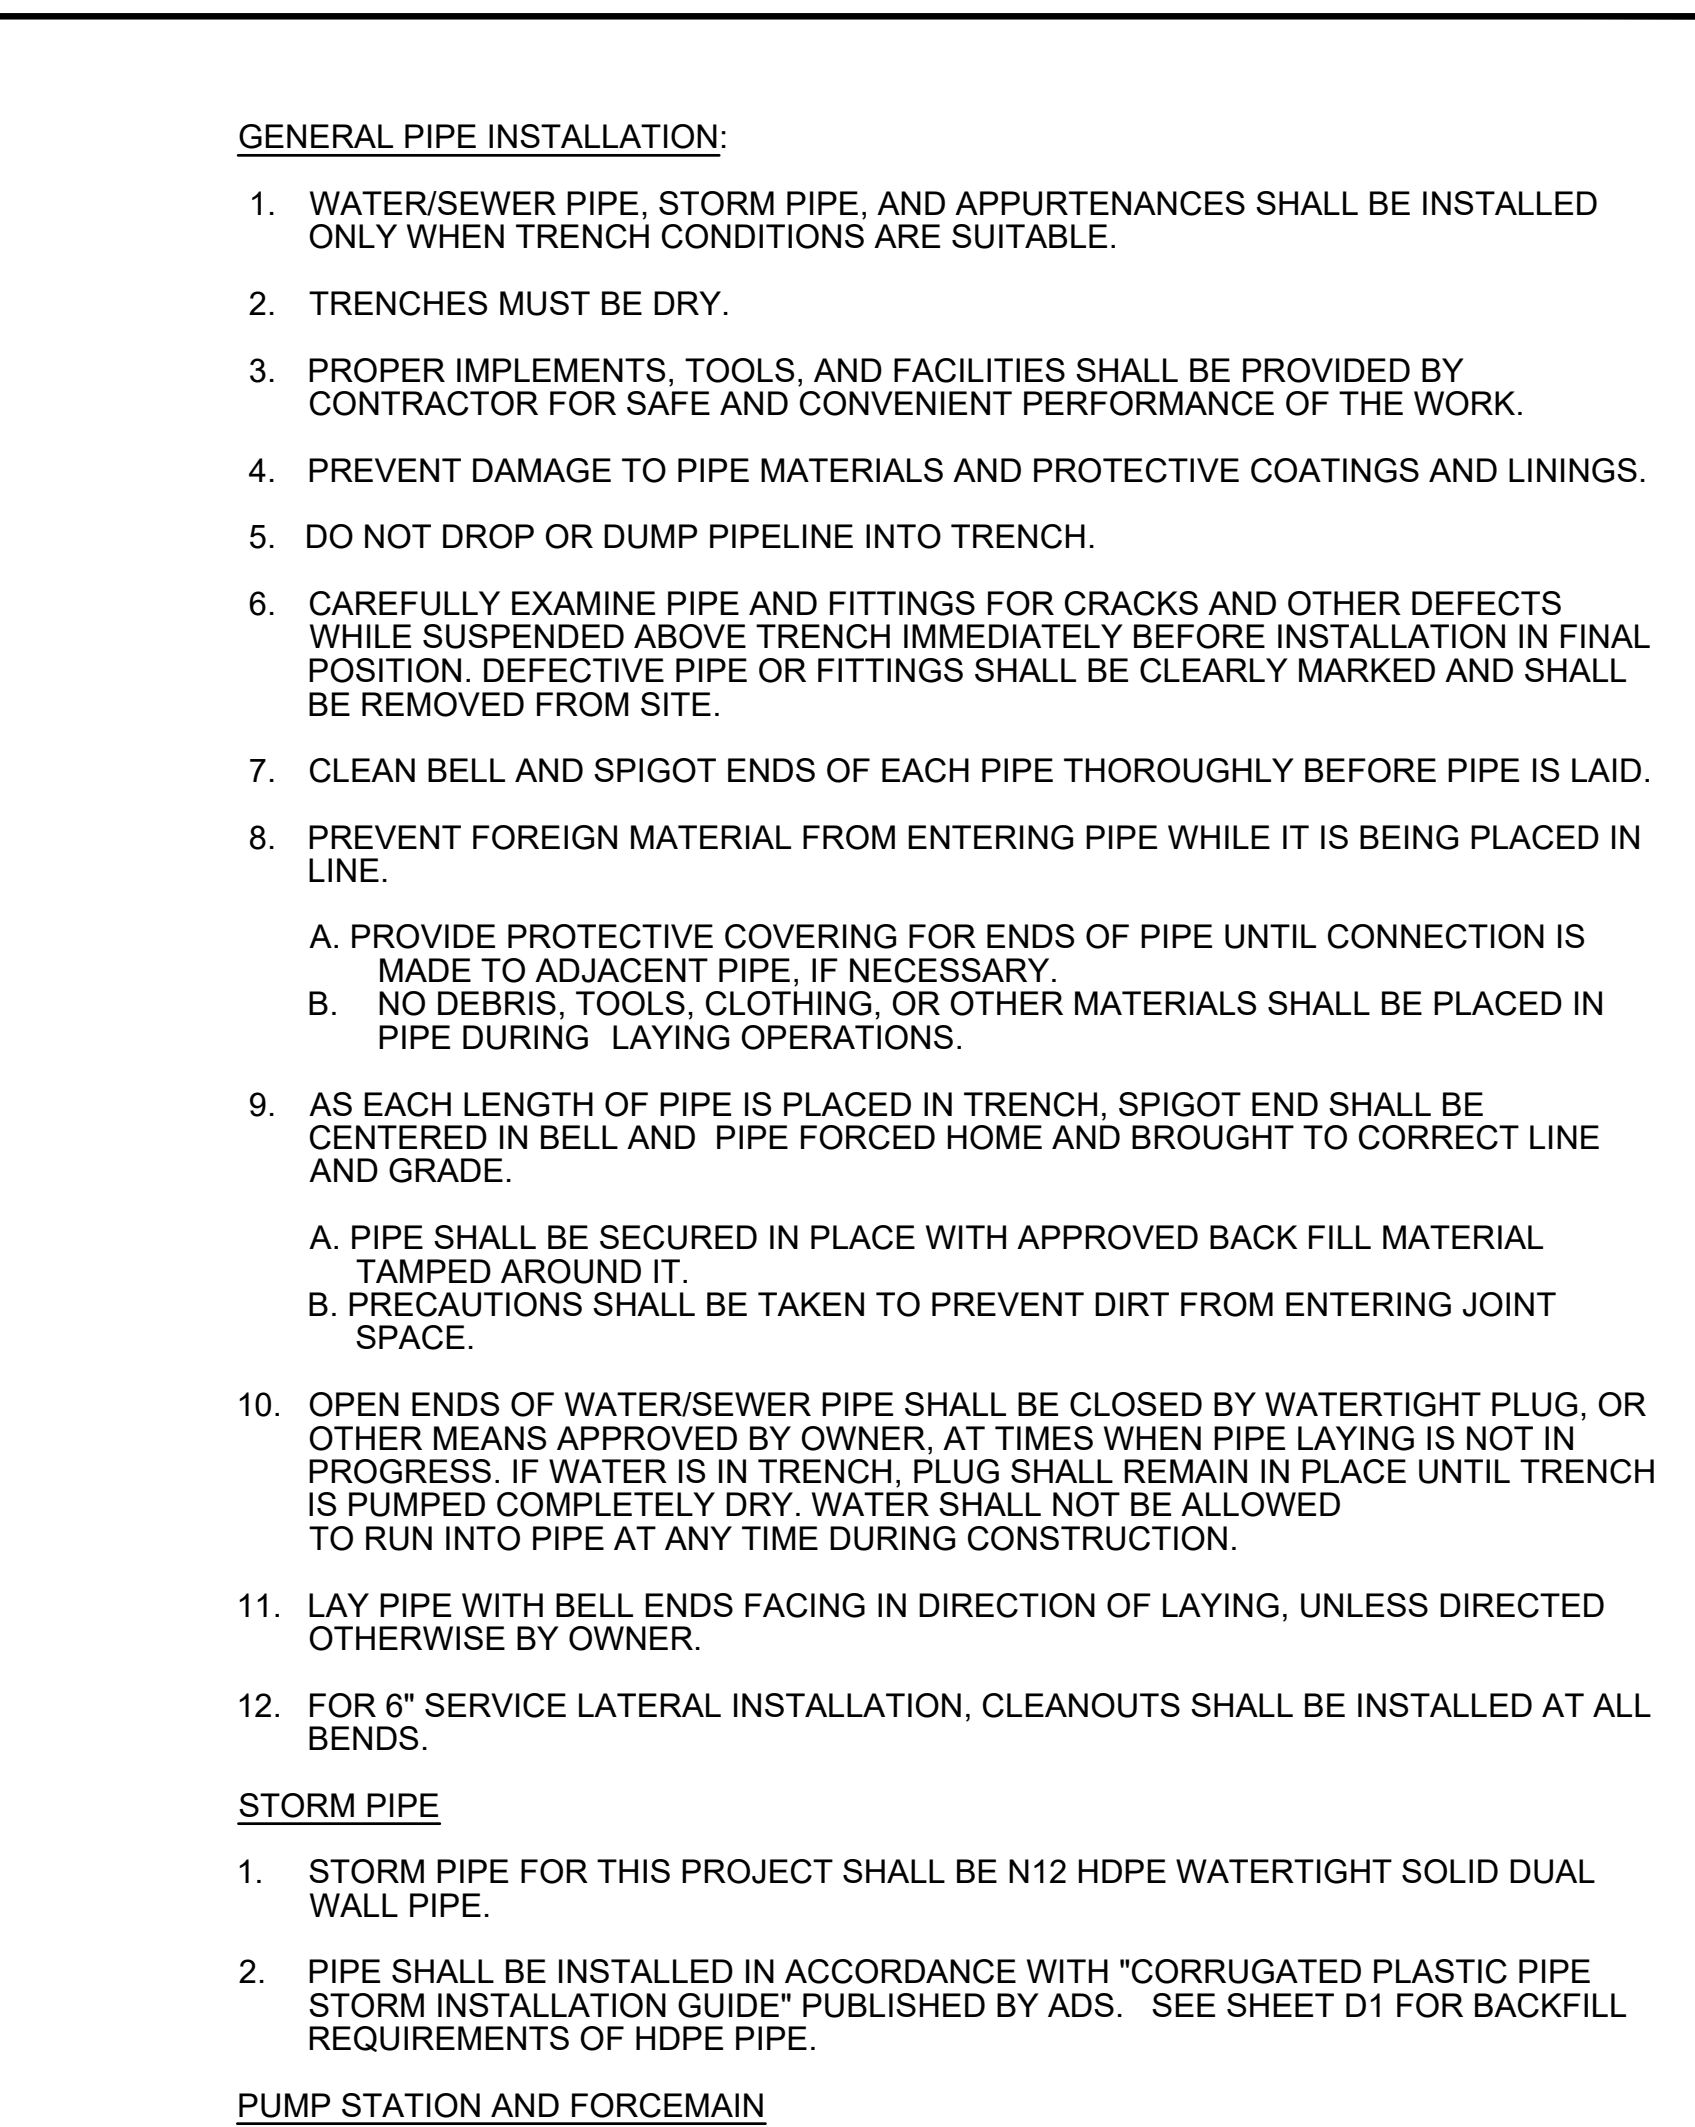 GENERAL PIPE INSTALLATION:
1. WATER/SEWER PIPE, STORM PIPE, AND APPURTENANCES SHALL BE INSTALLED
ONLY WHEN TRENCH CONDITIONS ARE SUITABLE.
2. TRENCHES MUST BE DRY.
3. PROPER IMPLEMENTS, TOOLS, AND FACILITIES SHALL BE PROVIDED BY
CONTRACTOR FOR SAFE AND CONVENIENT PERFORMANCE OF THE WORK.
4. PREVENT DAMAGE TO PIPE MATERIALS AND PROTECTIVE COATINGS AND LININGS.
5. DO NOT DROP OR DUMP PIPELINE INTO TRENCH.
6. CAREFULLY EXAMINE PIPE AND FITTINGS FOR CRACKS AND OTHER DEFECTS
WHILE SUSPENDED ABOVE TRENCH IMMEDIATELY BEFORE INSTALLATION IN FINAL
POSITION. DEFECTIVE PIPE OR FITTINGS SHALL BE CLEARLY MARKED AND SHALL
BE REMOVED FROM SITE.
7. CLEAN BELL AND SPIGOT ENDS OF EACH PIPE THOROUGHLY BEFORE PIPE IS LAID.
8. PREVENT FOREIGN MATERIAL FROM ENTERING PIPE WHILE IT IS BEING PLACED IN
LINE.
A. PROVIDE PROTECTIVE COVERING FOR ENDS OF PIPE UNTIL CONNECTION IS
MADE TO ADJACENT PIPE, IF NECESSARY.
B. NO DEBRIS, TOOLS, CLOTHING, OR OTHER MATERIALS SHALL BE PLACED IN
PIPE DURING LAYING OPERATIONS.
9. AS EACH LENGTH OF PIPE IS PLACED IN TRENCH, SPIGOT END SHALL BE
CENTERED IN BELL AND PIPE FORCED HOME AND BROUGHT TO CORRECT LINE
AND GRADE.
A. PIPE SHALL BE SECURED IN PLACE WITH APPROVED BACK FILL MATERIAL
TAMPED AROUND IT.
B. PRECAUTIONS SHALL BE TAKEN TO PREVENT DIRT FROM ENTERING JOINT
SPACE.
10. OPEN ENDS OF WATER/SEWER PIPE SHALL BE CLOSED BY WATERTIGHT PLUG, OR
OTHER MEANS APPROVED BY OWNER, AT TIMES WHEN PIPE LAYING IS NOT IN
PROGRESS. IF WATER IS IN TRENCH, PLUG SHALL REMAIN IN PLACE UNTIL TRENCH
IS PUMPED COMPLETELY DRY. WATER SHALL NOT BE ALLOWED
TO RUN INTO PIPE AT ANY TIME DURING CONSTRUCTION.
11. LAY PIPE WITH BELL ENDS FACING IN DIRECTION OF LAYING, UNLESS DIRECTED
OTHERWISE BY OWNER.
12. FOR 6" SERVICE LATERAL INSTALLATION, CLEANOUTS SHALL BE INSTALLED AT ALL
BENDS.
STORM PIPE
1. STORM PIPE FOR THIS PROJECT SHALL BE N12 HDPE WATERTIGHT SOLID DUAL
WALL PIPE.
2. PIPE SHALL BE INSTALLED IN ACCORDANCE WITH "CORRUGATED PLASTIC PIPE
STORM INSTALLATION GUIDE" PUBLISHED BY ADS. SEE SHEET D1 FOR BACKFILL
REQUIREMENTS OF HDPE PIPE.
PUMP STATION AND FORCEMAIN